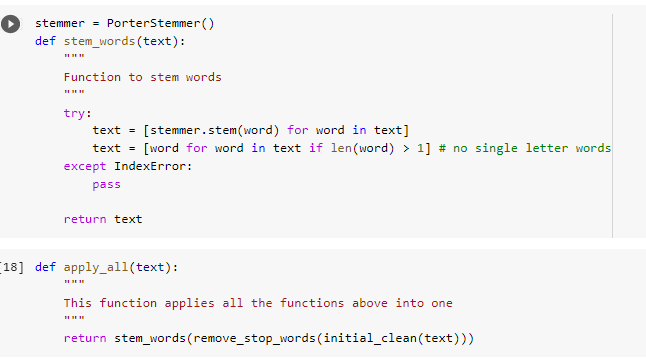 stemmer = PorterStemmer()
def stem_words(text):
    """
    Function to stem words
    """
    try:
        text = [stemmer.stem(word) for word in text]
        text = [word for word in text if len(word) > 1] # no single letter words
    except IndexError:
        pass

    return text
[18] def apply_all(text):
    """
    This function applies all the functions above into one
    """
    return stem_words(remove_stop_words(initial_clean(text)))